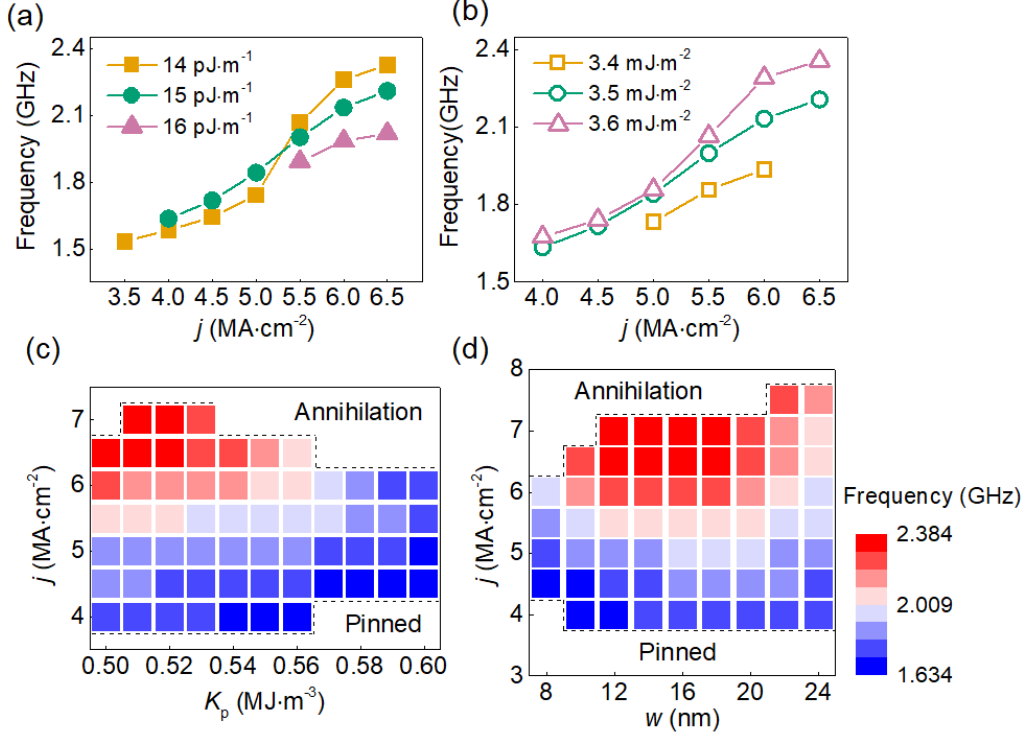 (a)
Frequency (GHz)
2.4
2.1
1.8
1.5
14 pJ·m⁻¹
15 pJ·m⁻¹
16 pJ·m⁻¹
3.5 4.0 4.5 5.0 5.5 6.0 6.5
j (MA·cm⁻²)
(b)
Frequency(GHz)
2.4
2.1
1.8
1.5
3.4 mJ·m⁻²
3.5 mJ·m⁻²
3.6 mJ·m⁻²
4.0 4.5 5.0 5.5 6.0 6.5
j (MA·cm⁻²)
(c)
j (MA·cm⁻²)
7
6
5
4
Annihilation
Pinned
0.50 0.52 0.54 0.56 0.58 0.60
Kₚ (MJ·m⁻³)
(d)
j (MA·cm⁻²)
8
7
6
5
4
3
Annihilation
Pinned
8 12 16 20 24
w (nm)
Frequency (GHz)
2.384
2.009
1.634